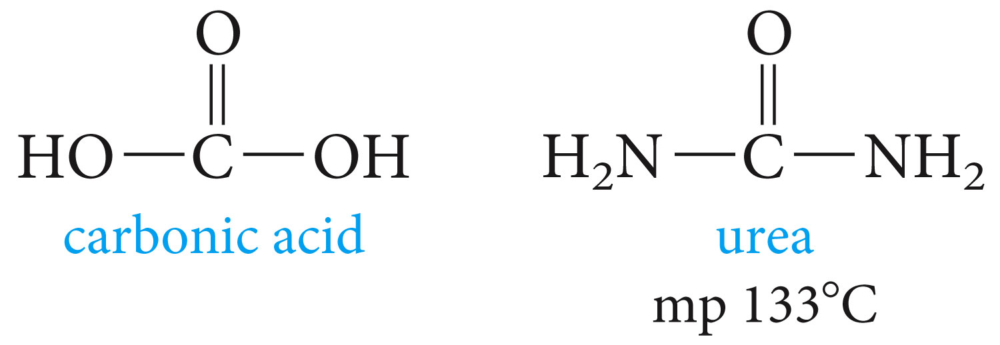 O O
HO C OH H₂N C NH₂
carbonic acid urea
mp 133°C